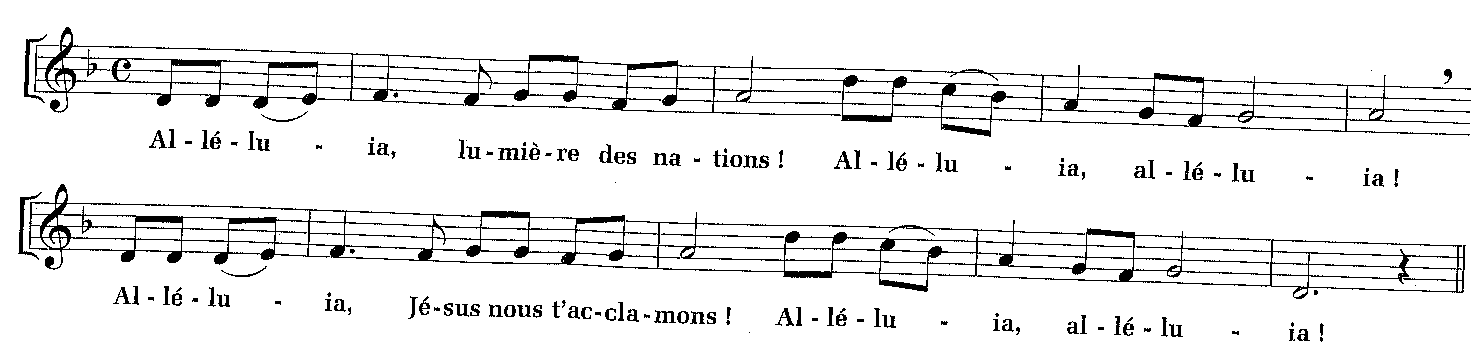 Al - lé - lu - ia, lu - miè - re des na - tions ! Al - lé - lu - ia, al - lé - lu - ia !
Al - lé - lu - ia, Jé-sus nous t'ac-cla-mons ! Al - lé - lu - ia, al - lé - lu - ia !